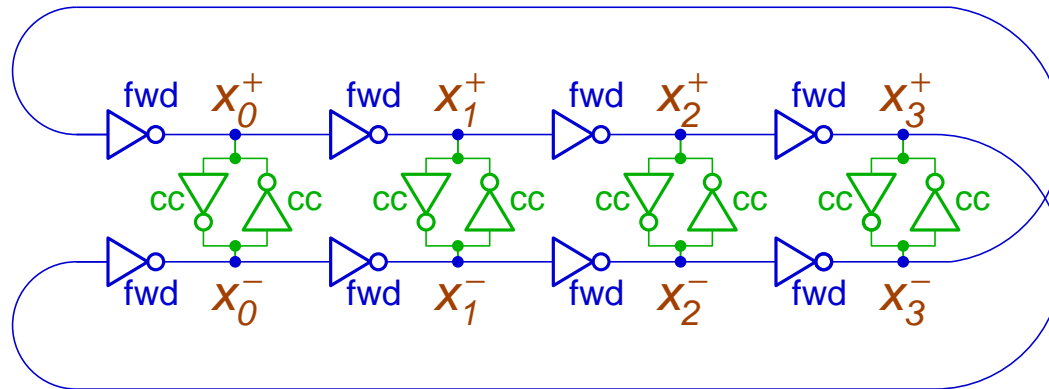 fwd x₀⁺ fwd x₁⁺ fwd x₂⁺ fwd x₃⁺
cc cc cc cc cc cc cc cc
fwd x₀⁻ fwd x₁⁻ fwd x₂⁻ fwd x₃⁻